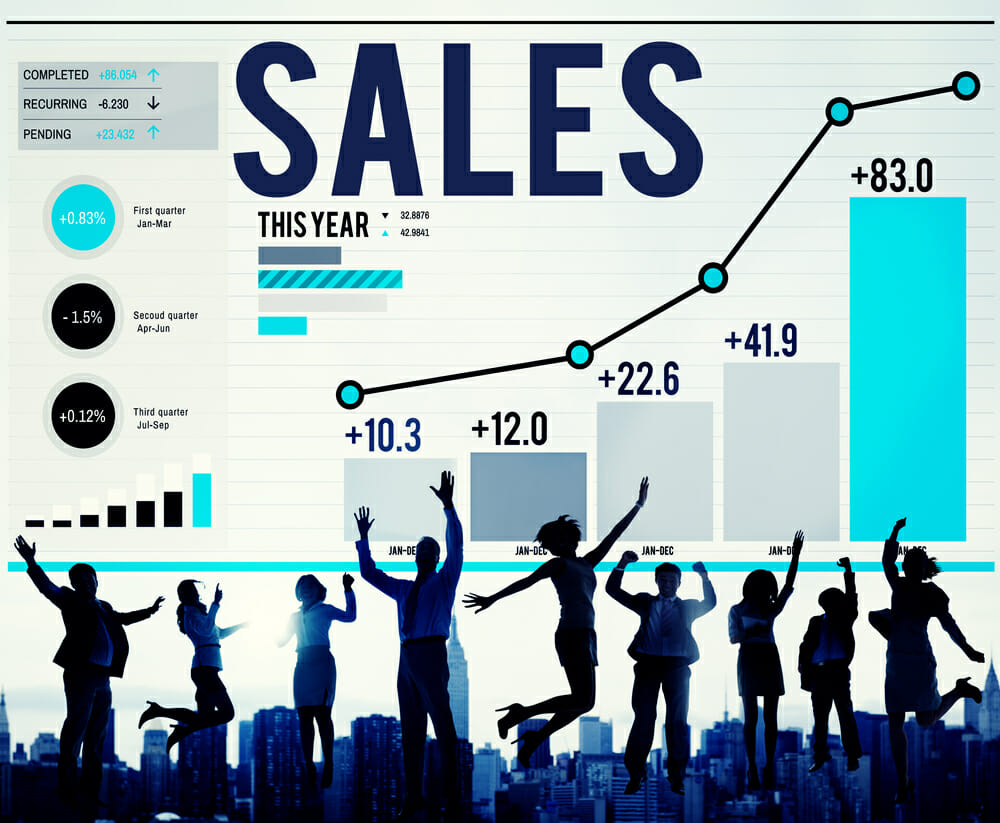 SALES
COMPLETED +86.054
RECURRING -6.230
PENDING +23.432
+0.83%
First quarter
Jan-Mar
- 1.5%
Secoud quarter
Apr-Jun
+0.12%
Third quarter
Jul-Sep
THIS YEAR
32.8876
42.9841
+10.3
+12.0
+22.6
+41.9
+83.0
JAN-DEC
JAN-DEC